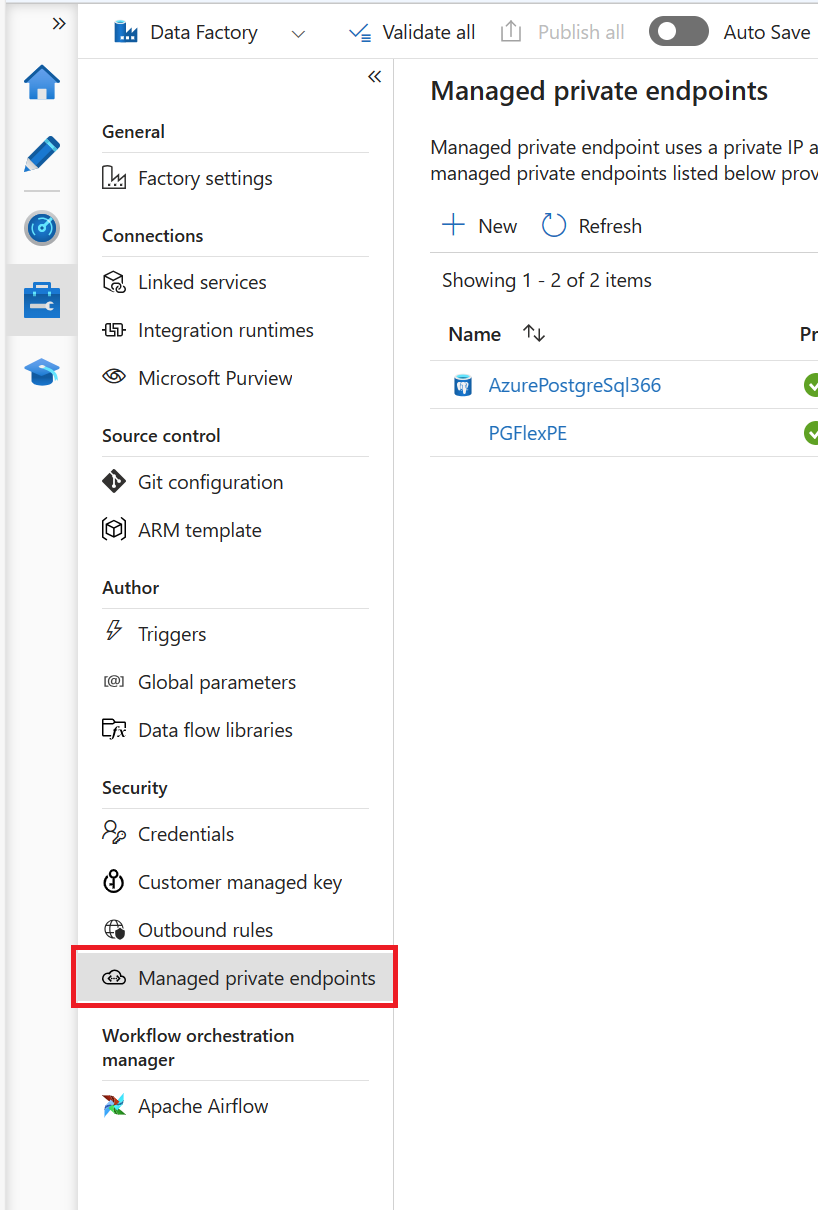 Data Factory
Validate all
Publish all
Auto Save
General
Factory settings
Connections
Linked services
Integration runtimes
Microsoft Purview
Source control
Git configuration
ARM template
Author
Triggers
Global parameters
Data flow libraries
Security
Credentials
Customer managed key
Outbound rules
Managed private endpoints
Workflow orchestration
manager
Apache Airflow
Managed private endpoints
Managed private endpoint uses a private IP a
managed private endpoints listed below prov
New
Refresh
Showing 1 - 2 of 2 items
Name
Pr
AzurePostgreSql366
PGFlexPE